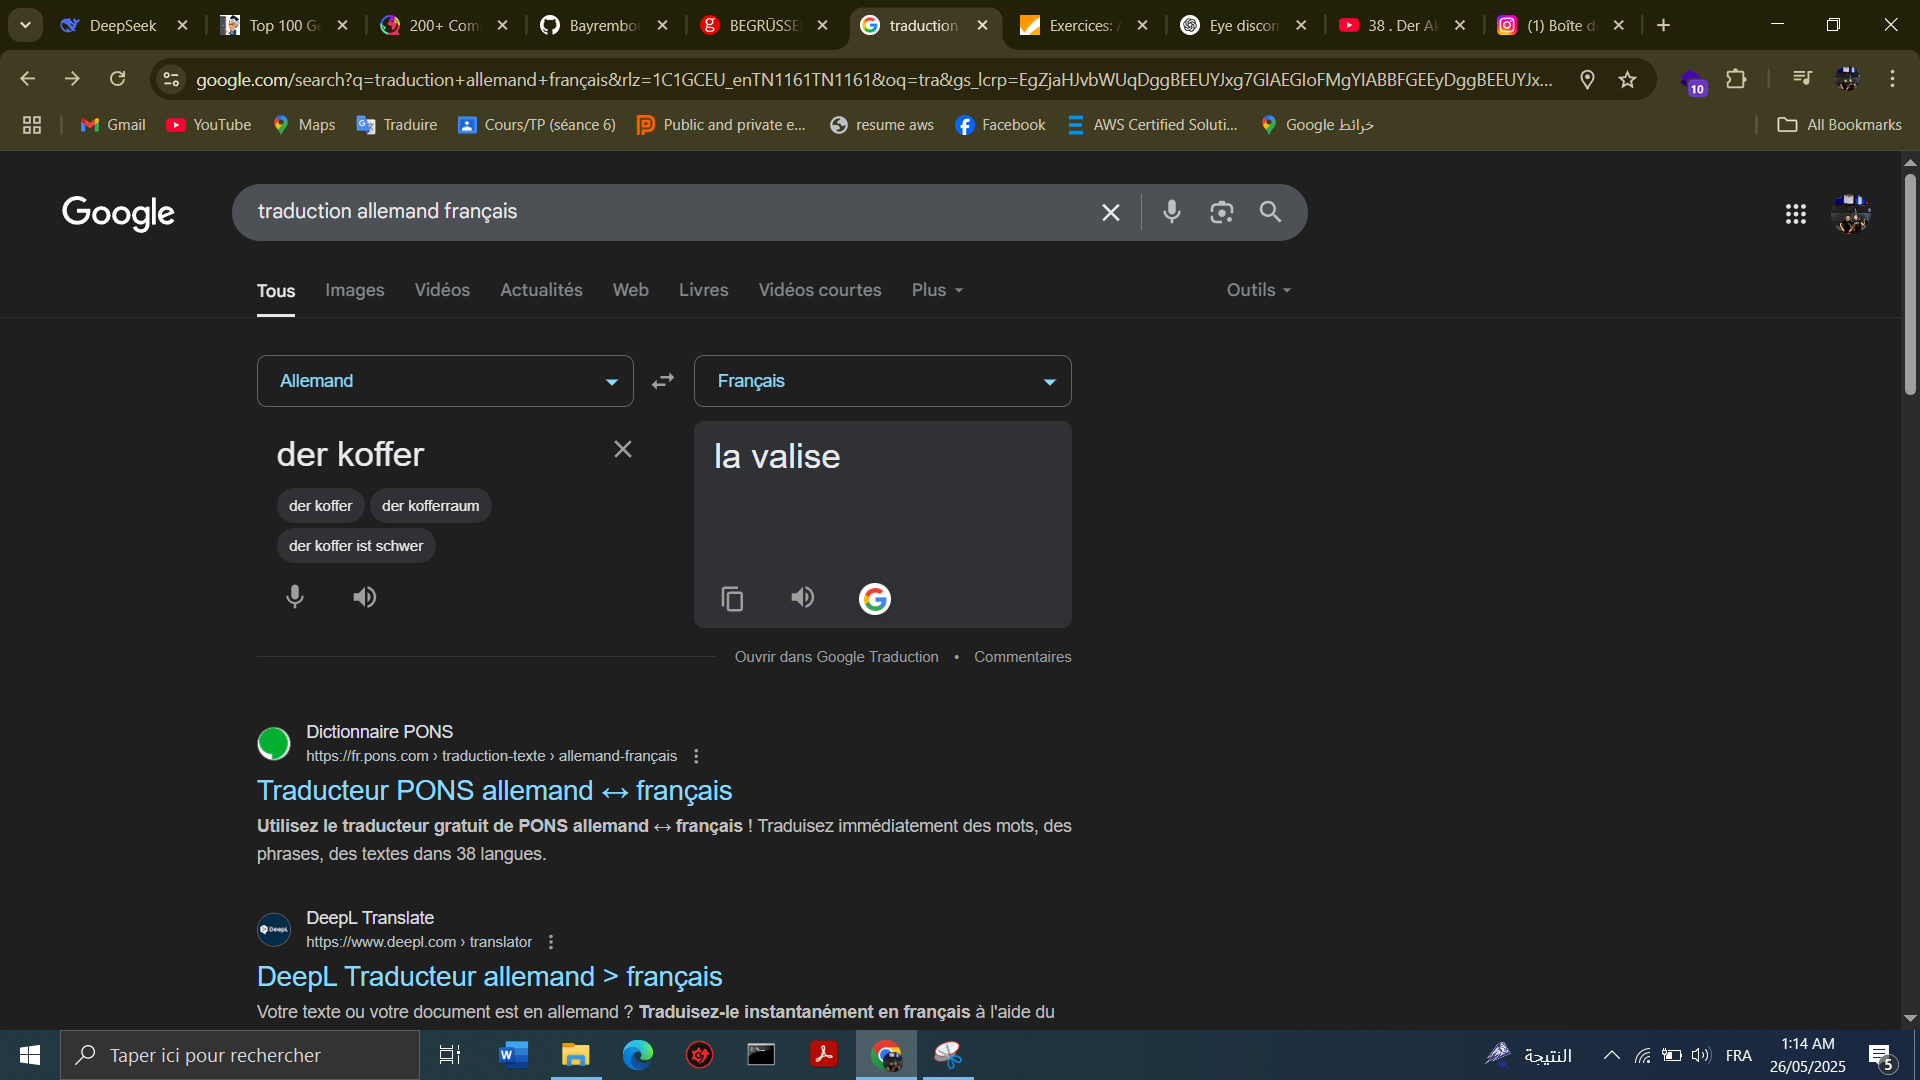 DeepSeek
Top 100 Ge
200+ Com
Bayrembou
BEGRÜSSE
traduction
Exercices: A
Eye discom
38 . Der Ak
(1) Boîte d
google.com/search?q=traduction+allemand+français&rlz=1C1GCEU_enTN1161TN1161&oq=tra&gs_lcrp=EgZjaHJvbWUqDggBEEUYJxg7GIAEGIoFMgYIABBFGEEyDggBEEUYJx...
10
Gmail
YouTube
Maps
Traduire
Cours/TP (séance 6)
Public and private e...
resume aws
Facebook
AWS Certified Soluti...
خرائط Google
All Bookmarks
Google
traduction allemand français
Tous
Images
Vidéos
Actualités
Web
Livres
Vidéos courtes
Plus
Outils
Allemand
Français
der koffer
la valise
der koffer
der kofferraum
der koffer ist schwer
Ouvrir dans Google Traduction • Commentaires
Dictionnaire PONS
https://fr.pons.com › traduction-texte › allemand-français
Traducteur PONS allemand ↔ français
Utilisez le traducteur gratuit de PONS allemand ↔ français ! Traduisez immédiatement des mots, des
phrases, des textes dans 38 langues.
DeepL
DeepL Translate
https://www.deepl.com › translator
DeepL Traducteur allemand > français
Votre texte ou votre document est en allemand ? Traduisez-le instantanément en français à l'aide du
Taper ici pour rechercher
النتيجة
FRA
1:14 AM
26/05/2025
5